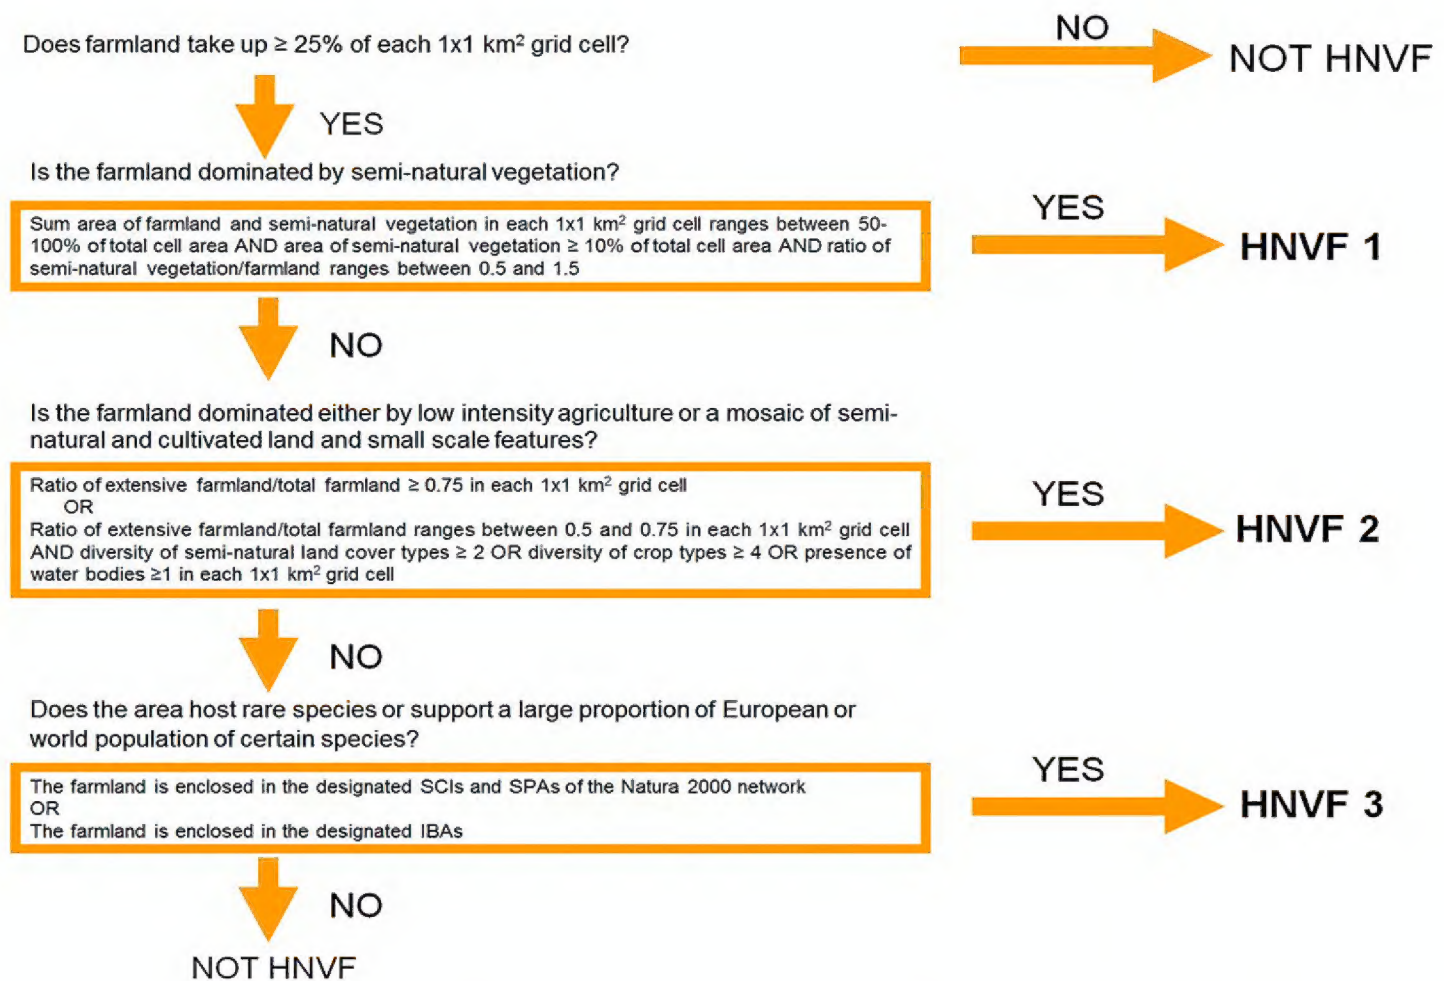 Does farmland take up ≥ 25% of each 1x1 km² grid cell?
NO
NOT HNVF
YES
Is the farmland dominated by semi-natural vegetation?
Sum area of farmland and semi-natural vegetation in each 1x1 km² grid cell ranges between 50-
100% of total cell area AND area of semi-natural vegetation ≥ 10% of total cell area AND ratio of
semi-natural vegetation/farmland ranges between 0.5 and 1.5
YES
HNVF 1
NO
Is the farmland dominated either by low intensity agriculture or a mosaic of semi-
natural and cultivated land and small scale features?
Ratio of extensive farmland/total farmland ≥ 0.75 in each 1x1 km² grid cell
OR
Ratio of extensive farmland/total farmland ranges between 0.5 and 0.75 in each 1x1 km² grid cell
AND diversity of semi-natural land cover types ≥ 2 OR diversity of crop types ≥ 4 OR presence of
water bodies ≥1 in each 1x1 km² grid cell
YES
HNVF 2
NO
Does the area host rare species or support a large proportion of European or
world population of certain species?
The farmland is enclosed in the designated SCIs and SPAs of the Natura 2000 network
OR
The farmland is enclosed in the designated IBAs
YES
HNVF 3
NO
NOT HNVF